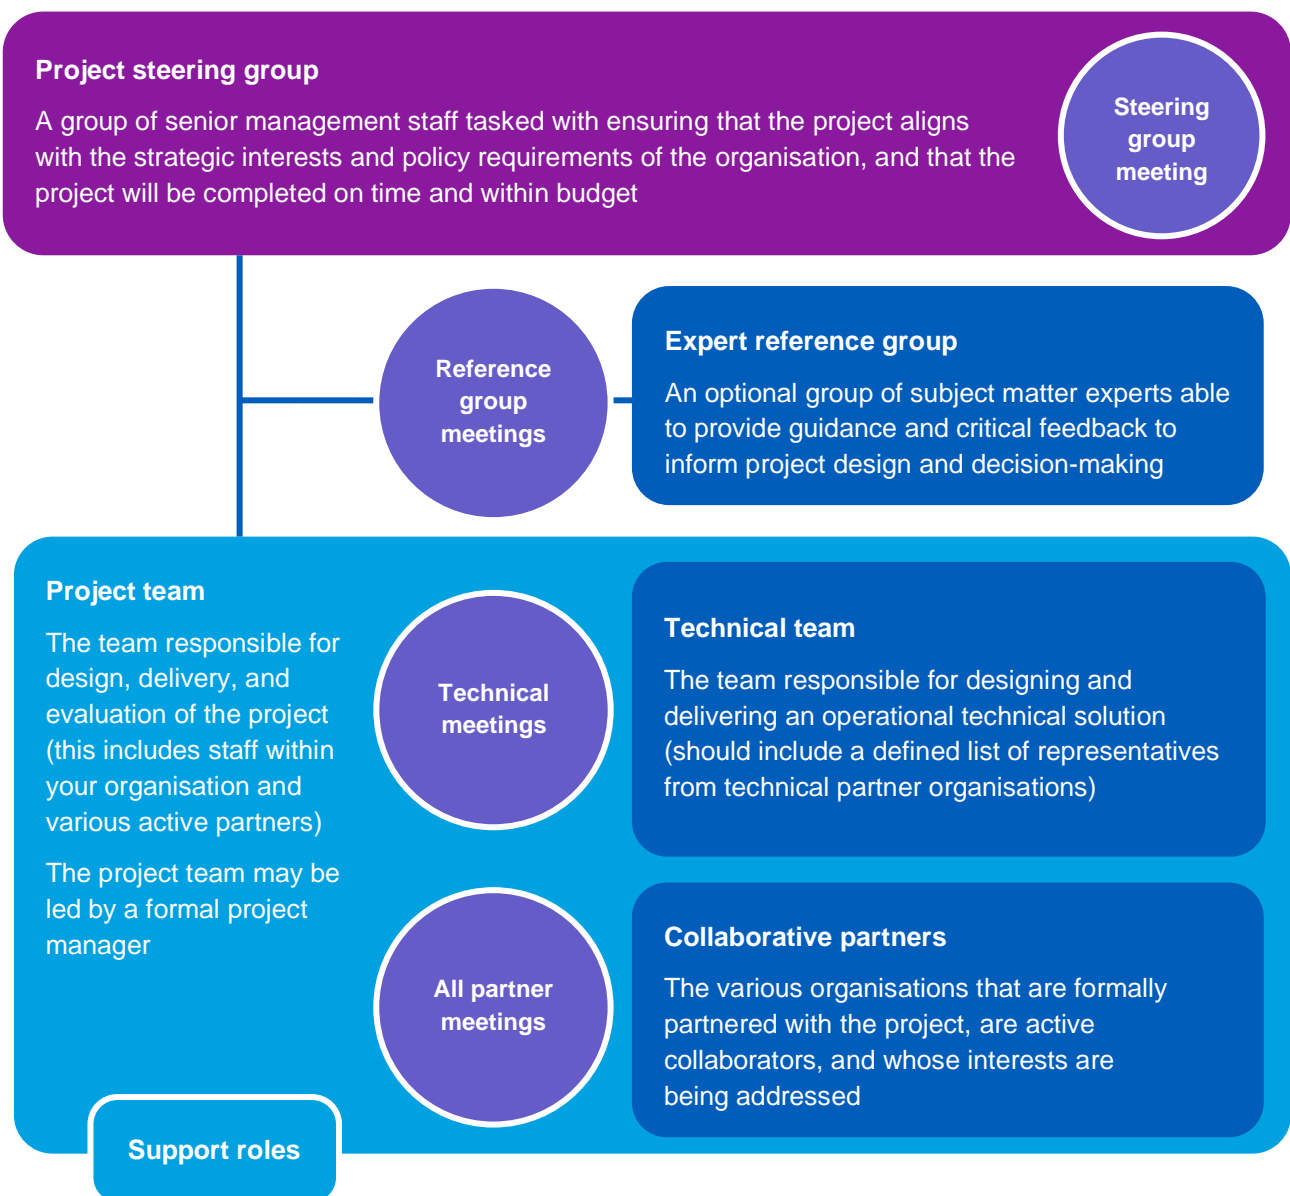 Project steering group
A group of senior management staff tasked with ensuring that the project aligns
with the strategic interests and policy requirements of the organisation, and that the
project will be completed on time and within budget
Steering
group
meeting
Reference
group
meetings
Expert reference group
An optional group of subject matter experts able
to provide guidance and critical feedback to
inform project design and decision-making
Project team
The team responsible for
design, delivery, and
evaluation of the project
(this includes staff within
your organisation and
various active partners)
The project team may be
led by a formal project
manager
Technical
meetings
Technical team
The team responsible for designing and
delivering an operational technical solution
(should include a defined list of representatives
from technical partner organisations)
All partner
meetings
Collaborative partners
The various organisations that are formally
partnered with the project, are active
collaborators, and whose interests are
being addressed
Support roles